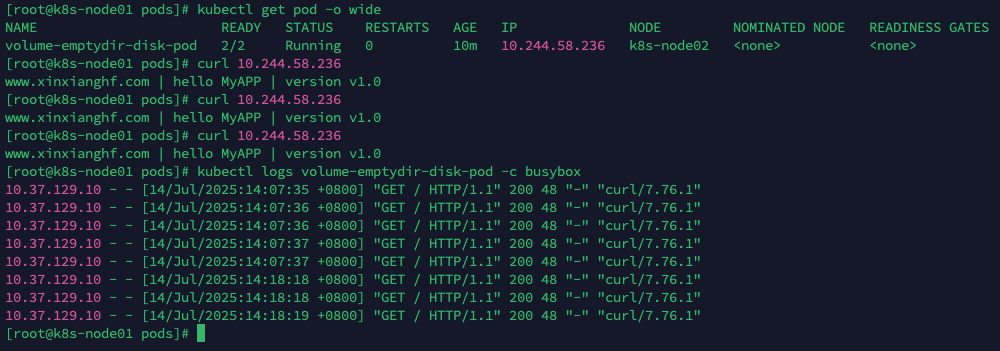 [root@k8s-node01 pods]# kubectl get pod -o wide
NAME                       READY   STATUS    RESTARTS   AGE   IP              NODE         NOMINATED NODE   READINESS GATES
volume-emptydir-disk-pod   2/2     Running   0          10m   10.244.58.236   k8s-node02   <none>           <none>
[root@k8s-node01 pods]# curl 10.244.58.236
www.xinxianghf.com | hello MyAPP | version v1.0
[root@k8s-node01 pods]# curl 10.244.58.236
www.xinxianghf.com | hello MyAPP | version v1.0
[root@k8s-node01 pods]# curl 10.244.58.236
www.xinxianghf.com | hello MyAPP | version v1.0
[root@k8s-node01 pods]# kubectl logs volume-emptydir-disk-pod -c busybox
10.37.129.10 - - [14/Jul/2025:14:07:35 +0800] "GET / HTTP/1.1" 200 48 "-" "curl/7.76.1"
10.37.129.10 - - [14/Jul/2025:14:07:36 +0800] "GET / HTTP/1.1" 200 48 "-" "curl/7.76.1"
10.37.129.10 - - [14/Jul/2025:14:07:36 +0800] "GET / HTTP/1.1" 200 48 "-" "curl/7.76.1"
10.37.129.10 - - [14/Jul/2025:14:07:37 +0800] "GET / HTTP/1.1" 200 48 "-" "curl/7.76.1"
10.37.129.10 - - [14/Jul/2025:14:07:37 +0800] "GET / HTTP/1.1" 200 48 "-" "curl/7.76.1"
10.37.129.10 - - [14/Jul/2025:14:18:18 +0800] "GET / HTTP/1.1" 200 48 "-" "curl/7.76.1"
10.37.129.10 - - [14/Jul/2025:14:18:18 +0800] "GET / HTTP/1.1" 200 48 "-" "curl/7.76.1"
10.37.129.10 - - [14/Jul/2025:14:18:19 +0800] "GET / HTTP/1.1" 200 48 "-" "curl/7.76.1"
[root@k8s-node01 pods]#